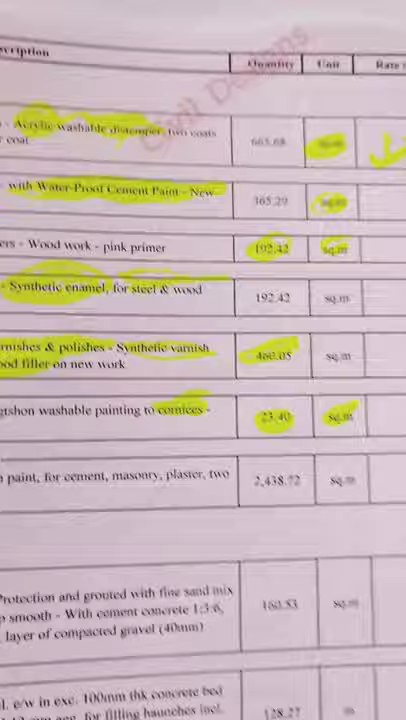 Description
Quantity Unit Rate
Civil Designs
- Acrylic washable distemper, two coats
coat 665.68
with Water-Proof Cement Paint - New 365.29 sq.m
ers - Wood work - pink primer 192.42 sq.m
- Synthetic enamel, for steel & wood 192.42 sq.m
rnishes & polishes - Synthetic varnish
ood filler on new work 460.05 sq.m
washable painting to cornices - 23.40 sq.m
paint, for cement, masonry, plaster, two 2,438.72 sq.m
Protection and grouted with fine sand mix
smooth - With cement concrete 1:3:6,
layer of compacted gravel (40mm) 160.53 sq.m
l. e/w in exc. 100mm thk concrete bed
agg. for filling haunches incl. 128.27 m